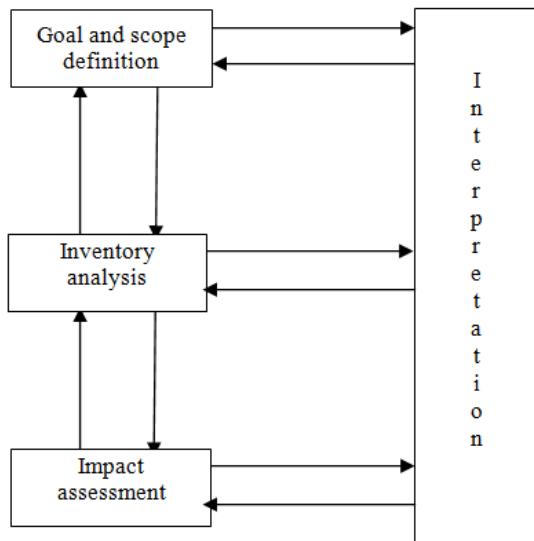 Goal and scope
definition
Inventory
analysis
Impact
assessment
I
n
t
e
r
p
r
e
t
a
t
i
o
n